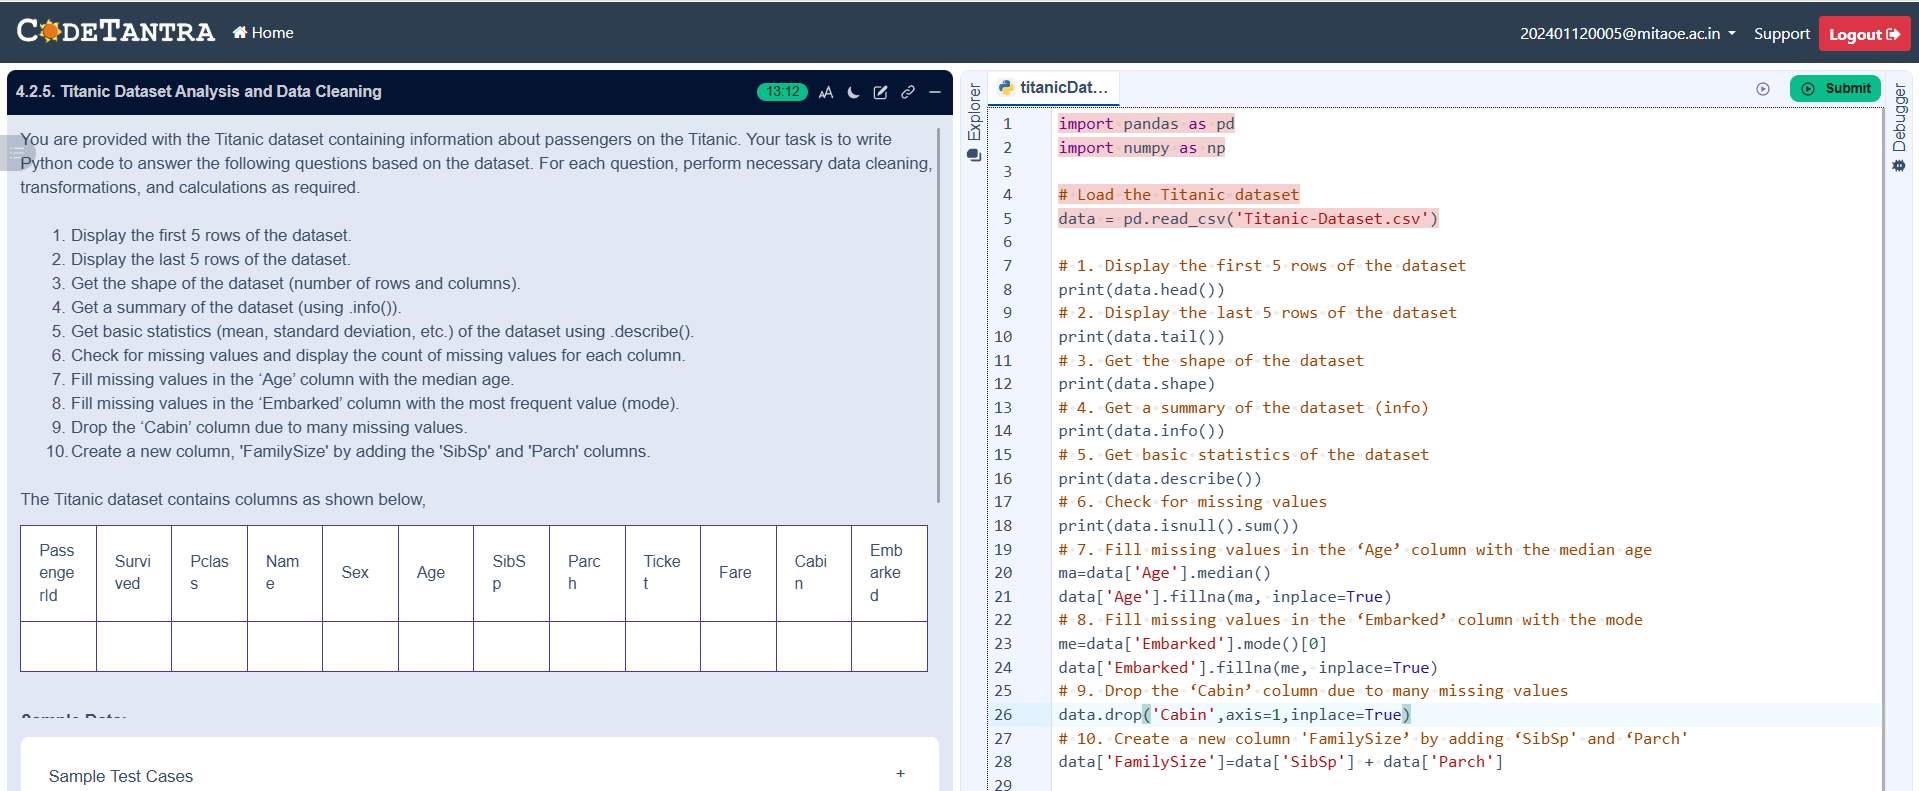 CODETANTRA Home 202401120005@mitaoe.ac.in Support Logout
4.2.5. Titanic Dataset Analysis and Data Cleaning 13:12 AA
You are provided with the Titanic dataset containing information about passengers on the Titanic. Your task is to write
Python code to answer the following questions based on the dataset. For each question, perform necessary data cleaning,
transformations, and calculations as required.
1. Display the first 5 rows of the dataset.
2. Display the last 5 rows of the dataset.
3. Get the shape of the dataset (number of rows and columns).
4. Get a summary of the dataset (using .info()).
5. Get basic statistics (mean, standard deviation, etc.) of the dataset using .describe().
6. Check for missing values and display the count of missing values for each column.
7. Fill missing values in the ‘Age’ column with the median age.
8. Fill missing values in the ‘Embarked’ column with the most frequent value (mode).
9. Drop the ‘Cabin’ column due to many missing values.
10. Create a new column, 'FamilySize' by adding the 'SibSp' and 'Parch' columns.
The Titanic dataset contains columns as shown below,
Pass
enge
rId
Survi
ved
Pclas
s
Nam
e
Sex
Age
SibS
p
Parc
h
Ticke
t
Fare
Cabi
n
Emb
arke
d
Sample Data:
Sample Test Cases +
Explorer
titanicDat...
Submit
Debugger
1 import pandas as pd
2 import numpy as np
3
4 # Load the Titanic dataset
5 data = pd.read_csv('Titanic-Dataset.csv')
6
7 # 1. Display the first 5 rows of the dataset
8 print(data.head())
9 # 2. Display the last 5 rows of the dataset
10 print(data.tail())
11 # 3. Get the shape of the dataset
12 print(data.shape)
13 # 4. Get a summary of the dataset (info)
14 print(data.info())
15 # 5. Get basic statistics of the dataset
16 print(data.describe())
17 # 6. Check for missing values
18 print(data.isnull().sum())
19 # 7. Fill missing values in the ‘Age’ column with the median age
20 ma=data['Age'].median()
21 data['Age'].fillna(ma, inplace=True)
22 # 8. Fill missing values in the ‘Embarked’ column with the mode
23 me=data['Embarked'].mode()[0]
24 data['Embarked'].fillna(me, inplace=True)
25 # 9. Drop the ‘Cabin’ column due to many missing values
26 data.drop('Cabin',axis=1,inplace=True)
27 # 10. Create a new column 'FamilySize’ by adding ‘SibSp' and ‘Parch'
28 data['FamilySize']=data['SibSp'] + data['Parch']
29